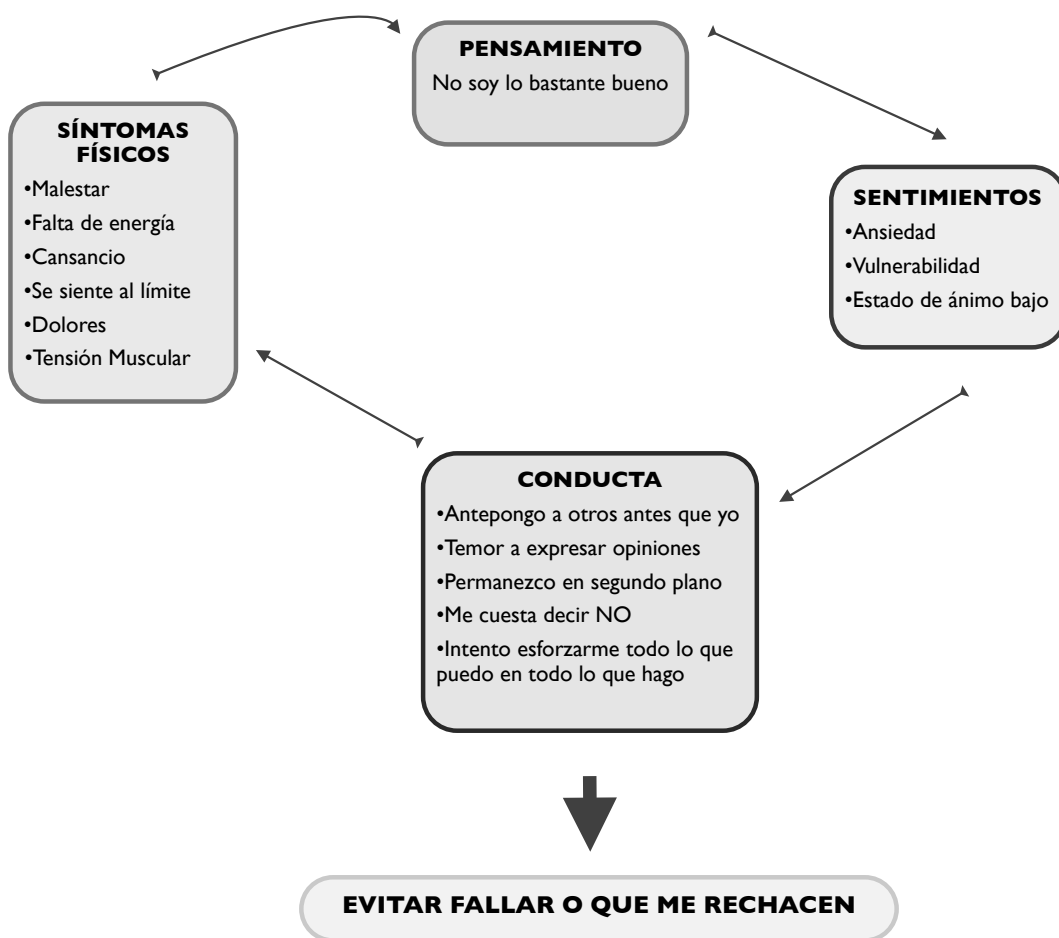 PENSAMIENTO
No soy lo bastante bueno
SÍNTOMAS
FÍSICOS
•Malestar
•Falta de energía
•Cansancio
•Se siente al límite
•Dolores
•Tensión Muscular
SENTIMIENTOS
•Ansiedad
•Vulnerabilidad
•Estado de ánimo bajo
CONDUCTA
•Antepongo a otros antes que yo
•Temor a expresar opiniones
•Permanezco en segundo plano
•Me cuesta decir NO
•Intento esforzarme todo lo que
puedo en todo lo que hago
EVITAR FALLAR O QUE ME RECHACEN